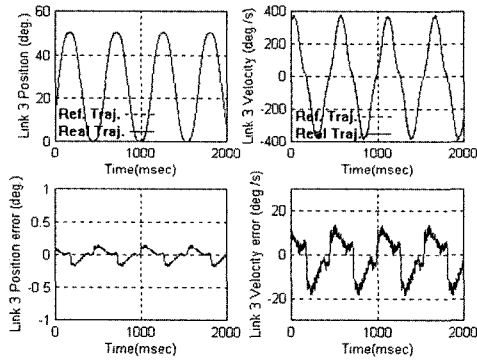 Link 3 Position (deg.)
60
40
20
0
Ref. Traj.
Real Traj.
0 1000 2000
Time(msec)
Link 3 Velocity (deg /s)
400
200
0
-200
-400
Ref. Traj.
Real Traj.
0 1000 2000
Time(msec)
Link 3 Position error (deg.)
1
0.5
0
-0.5
-1
0 1000 2000
Time(msec)
Link 3 Velocity error (deg /s)
20
0
-20
0 1000 2000
Time(msec)